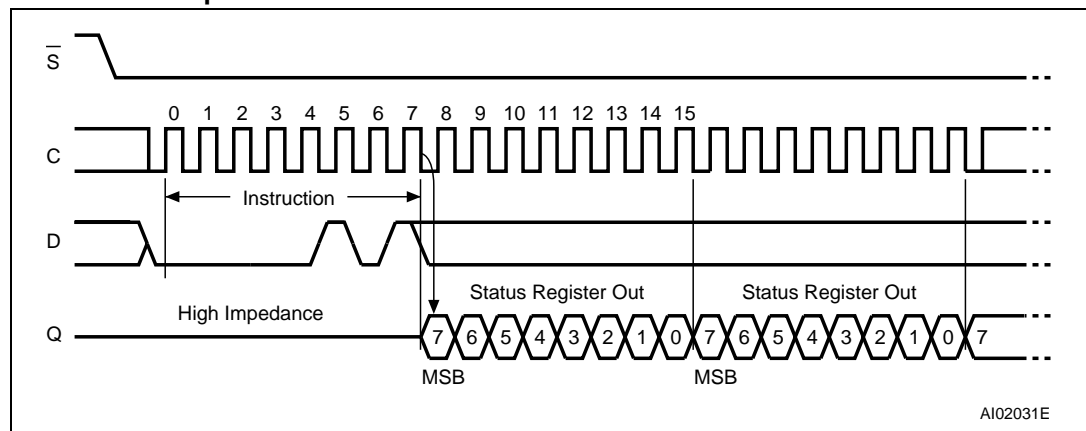 S
0 1 2 3 4 5 6 7 8 9 10 11 12 13 14 15
C
Instruction
D
Status Register Out Status Register Out
High Impedance
Q 7 6 5 4 3 2 1 0 7 6 5 4 3 2 1 0 7
MSB MSB
AI02031E